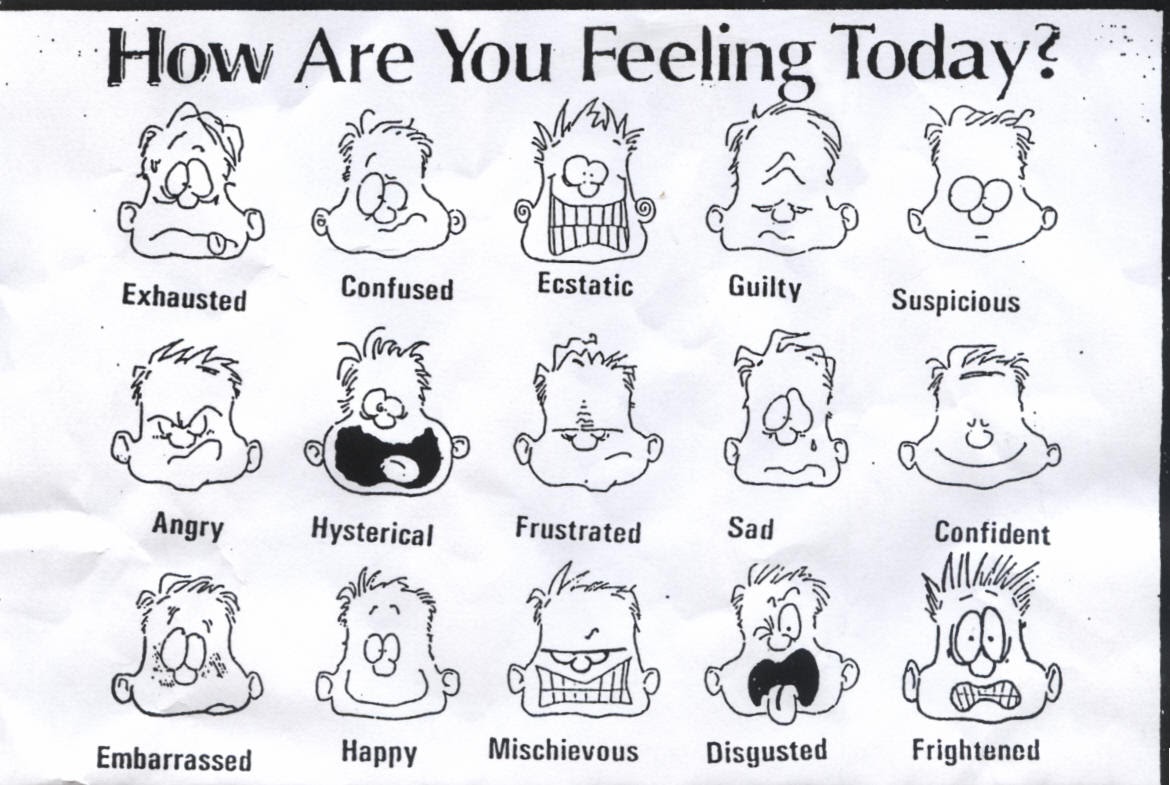 How Are You Feeling Today?
Exhausted Confused Ecstatic Guilty Suspicious
Angry Hysterical Frustrated Sad Confident
Embarrassed Happy Mischievous Disgusted Frightened